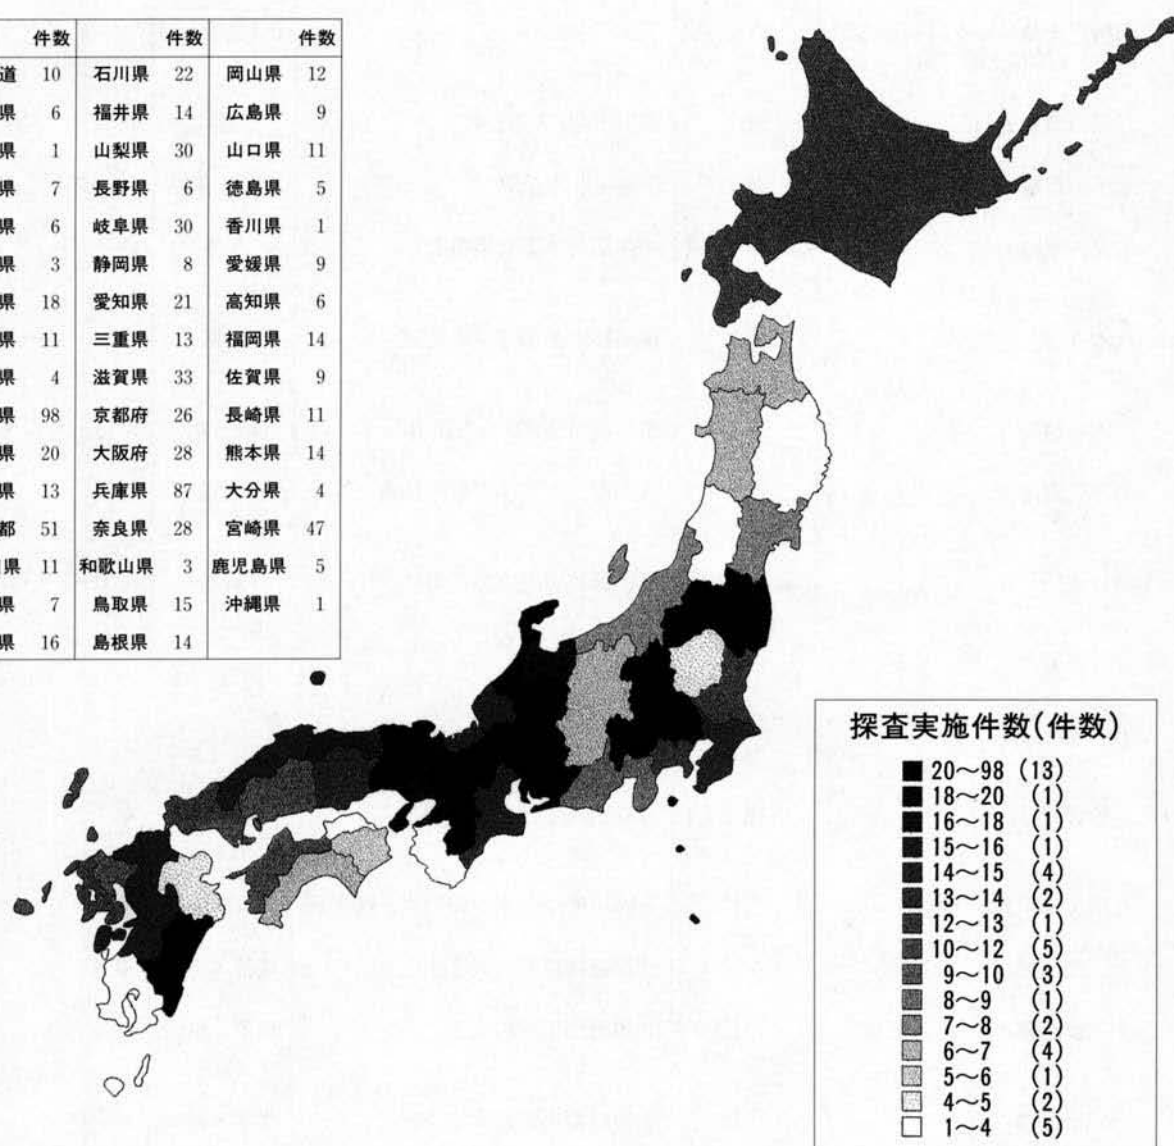 件数 件数 件数
道 10 石川県 22 岡山県 12
県 6 福井県 14 広島県 9
県 1 山梨県 30 山口県 11
県 7 長野県 6 徳島県 5
県 6 岐阜県 30 香川県 1
県 3 静岡県 8 愛媛県 9
県 18 愛知県 21 高知県 6
県 11 三重県 13 福岡県 14
県 4 滋賀県 33 佐賀県 9
県 98 京都府 26 長崎県 11
県 20 大阪府 28 熊本県 14
県 13 兵庫県 87 大分県 4
都 51 奈良県 28 宮崎県 47
県 11 和歌山県 3 鹿児島県 5
県 7 鳥取県 15 沖縄県 1
県 16 島根県 14
探査実施件数(件数)
20～98 (13)
18～20 (1)
16～18 (1)
15～16 (1)
14～15 (4)
13～14 (2)
12～13 (1)
10～12 (5)
9～10 (3)
8～9 (1)
7～8 (2)
6～7 (4)
5～6 (1)
4～5 (2)
1～4 (5)